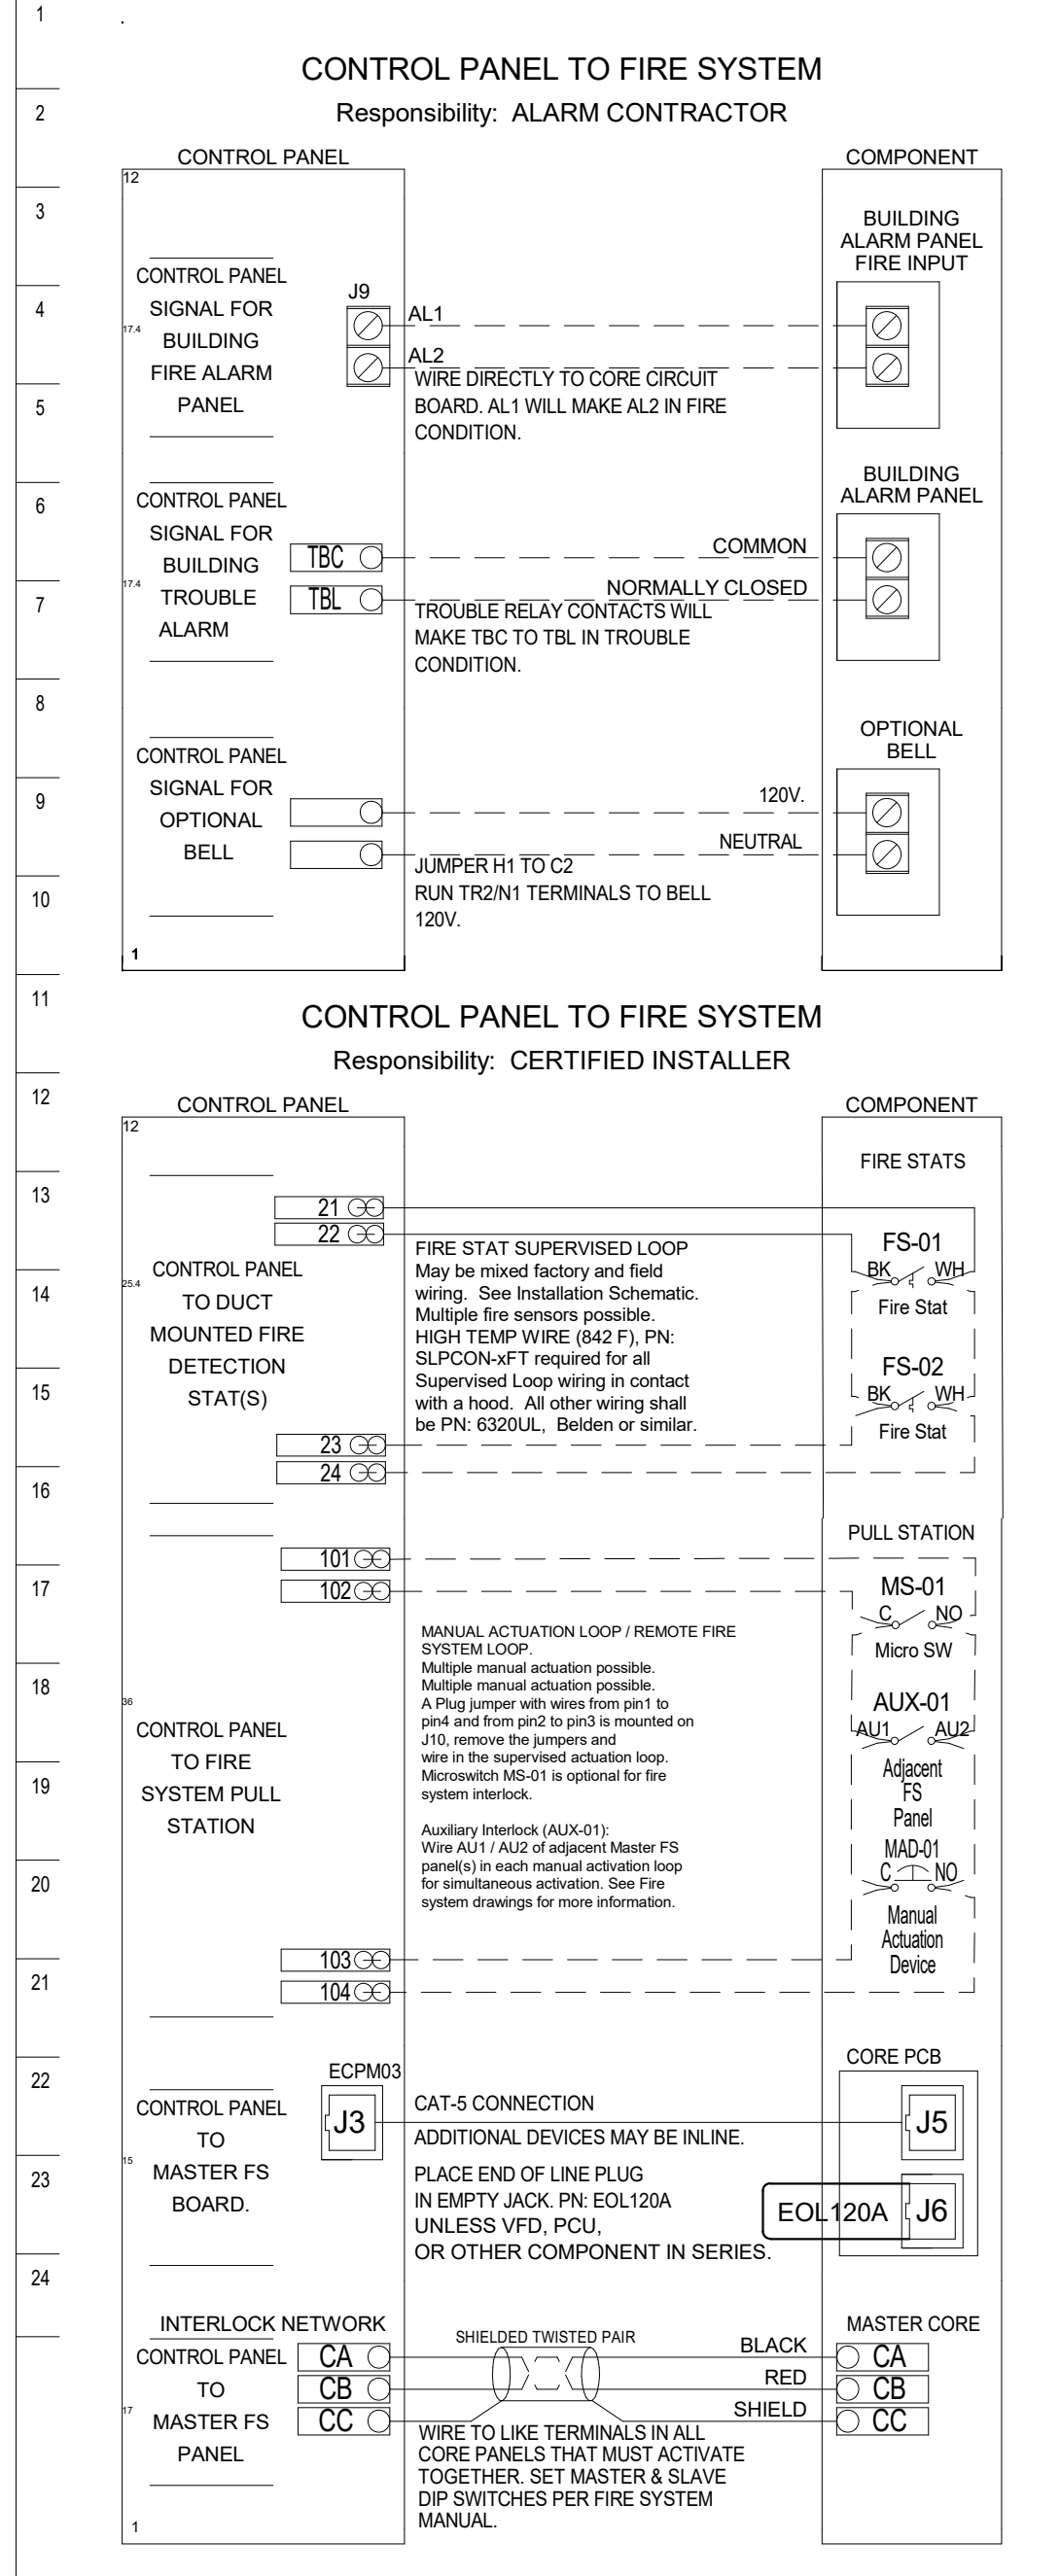 1
.
CONTROL PANEL TO FIRE SYSTEM
2
Responsibility: ALARM CONTRACTOR
CONTROL PANEL
COMPONENT
12
3
BUILDING
ALARM PANEL
FIRE INPUT
CONTROL PANEL
SIGNAL FOR
BUILDING
FIRE ALARM
PANEL
17.4
4
J9
AL1
AL2
WIRE DIRECTLY TO CORE CIRCUIT
BOARD. AL1 WILL MAKE AL2 IN FIRE
CONDITION.
5
BUILDING
ALARM PANEL
6
CONTROL PANEL
SIGNAL FOR
BUILDING
TROUBLE
ALARM
17.4
TBC
COMMON
TBL
NORMALLY CLOSED
7
TROUBLE RELAY CONTACTS WILL
MAKE TBC TO TBL IN TROUBLE
CONDITION.
8
OPTIONAL
BELL
CONTROL PANEL
SIGNAL FOR
OPTIONAL
BELL
9
120V.
NEUTRAL
JUMPER H1 TO C2
RUN TR2/N1 TERMINALS TO BELL
120V.
10
1
11
CONTROL PANEL TO FIRE SYSTEM
Responsibility: CERTIFIED INSTALLER
12
CONTROL PANEL
COMPONENT
12
FIRE STATS
13
21
22
FS-01
BK
WH
Fire Stat
CONTROL PANEL
TO DUCT
MOUNTED FIRE
DETECTION
STAT(S)
25.4
14
FIRE STAT SUPERVISED LOOP
May be mixed factory and field
wiring. See Installation Schematic.
Multiple fire sensors possible.
HIGH TEMP WIRE (842 F), PN:
SLPCON-xFT required for all
Supervised Loop wiring in contact
with a hood. All other wiring shall
be PN: 6320UL, Belden or similar.
15
FS-02
BK
WH
Fire Stat
23
24
16
PULL STATION
101
102
17
MS-01
C
NO
Micro SW
MANUAL ACTUATION LOOP / REMOTE FIRE
SYSTEM LOOP.
Multiple manual actuation possible.
Multiple manual actuation possible.
A Plug jumper with wires from pin1 to
pin4 and from pin2 to pin3 is mounted on
J10, remove the jumpers and
wire in the supervised actuation loop.
Microswitch MS-01 is optional for fire
system interlock.
18
36
CONTROL PANEL
TO FIRE
SYSTEM PULL
STATION
AUX-01
AU1
AU2
Adjacent
FS
Panel
19
Auxiliary Interlock (AUX-01):
Wire AU1 / AU2 of adjacent Master FS
panel(s) in each manual activation loop
for simultaneous activation. See Fire
system drawings for more information.
MAD-01
C
NO
Manual
Actuation
Device
20
103
21
104
22
ECPM03
CORE PCB
CONTROL PANEL
TO
MASTER FS
BOARD.
15
J3
CAT-5 CONNECTION
J5
ADDITIONAL DEVICES MAY BE INLINE.
23
PLACE END OF LINE PLUG
IN EMPTY JACK. PN: EOL120A
UNLESS VFD, PCU,
OR OTHER COMPONENT IN SERIES.
EOL120A
J6
24
INTERLOCK NETWORK
MASTER CORE
CONTROL PANEL
TO
MASTER FS
PANEL
17
SHIELDED TWISTED PAIR
CA
BLACK
CA
CB
RED
CB
CC
SHIELD
CC
WIRE TO LIKE TERMINALS IN ALL
CORE PANELS THAT MUST ACTIVATE
TOGETHER. SET MASTER & SLAVE
DIP SWITCHES PER FIRE SYSTEM
MANUAL.
1